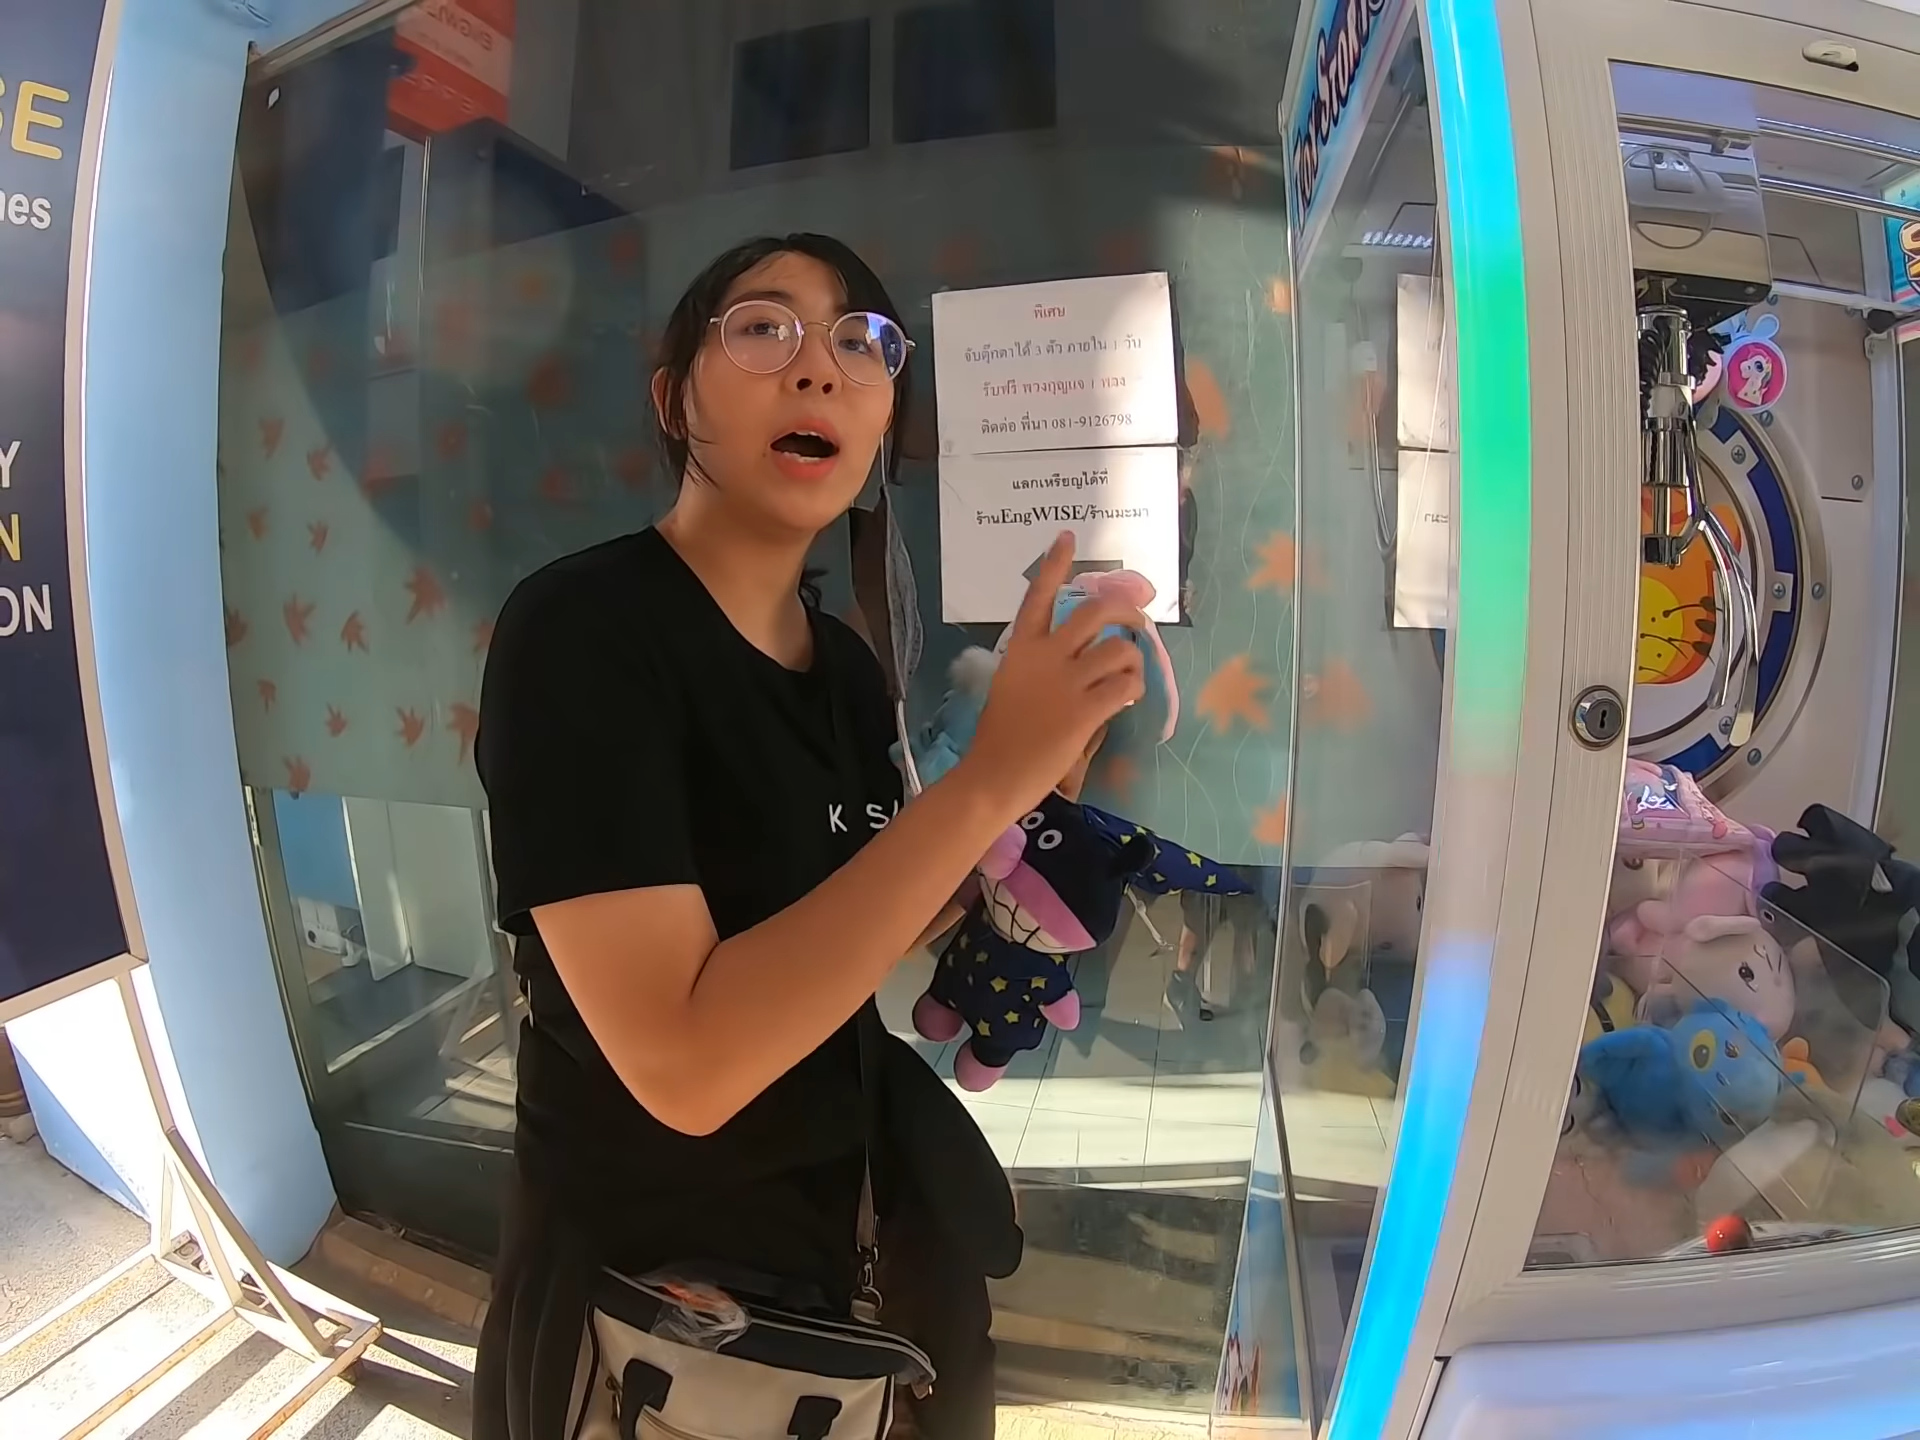 SE
nes
Y
N
ON
พิเศษ
จับตุ๊กตาได้ 3 ตัว ภายใน 1 วัน
รับฟรี พวงกุญแจ 1 พวง
ติดต่อ พี่นา 081-9126798
แลกเหรียญได้ที่
ร้านEngWISE/ร้านมะมา
K S
TOY STORY